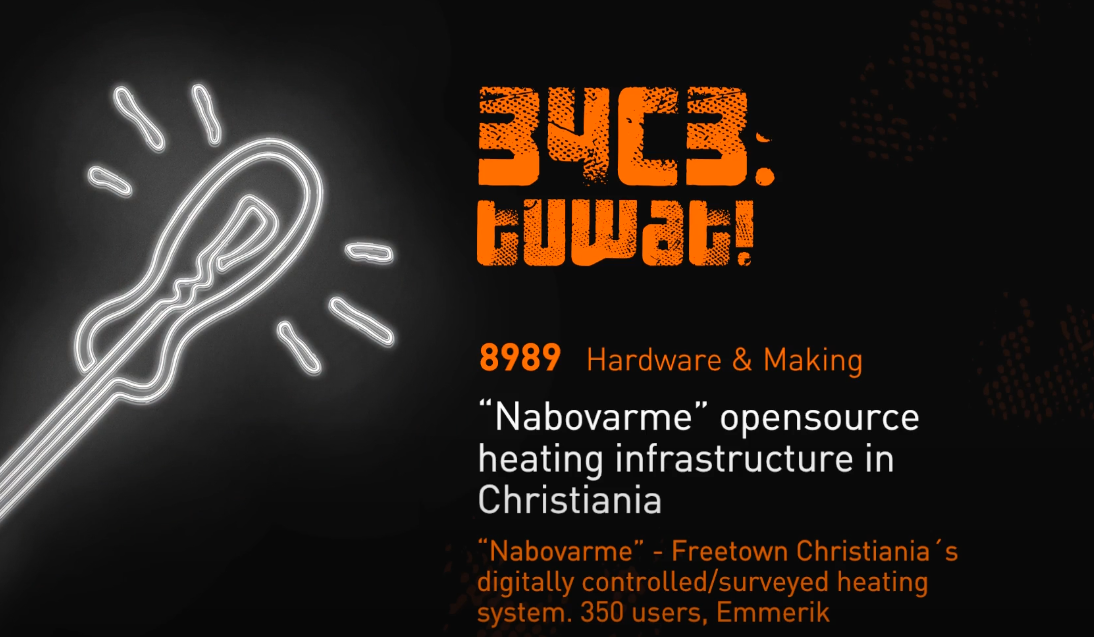 34C3.
tuwat!
8989 Hardware & Making
“Nabovarme” opensource
heating infrastructure in
Christiania
“Nabovarme” - Freetown Christiania´s
digitally controlled/surveyed heating
system. 350 users, Emmerik